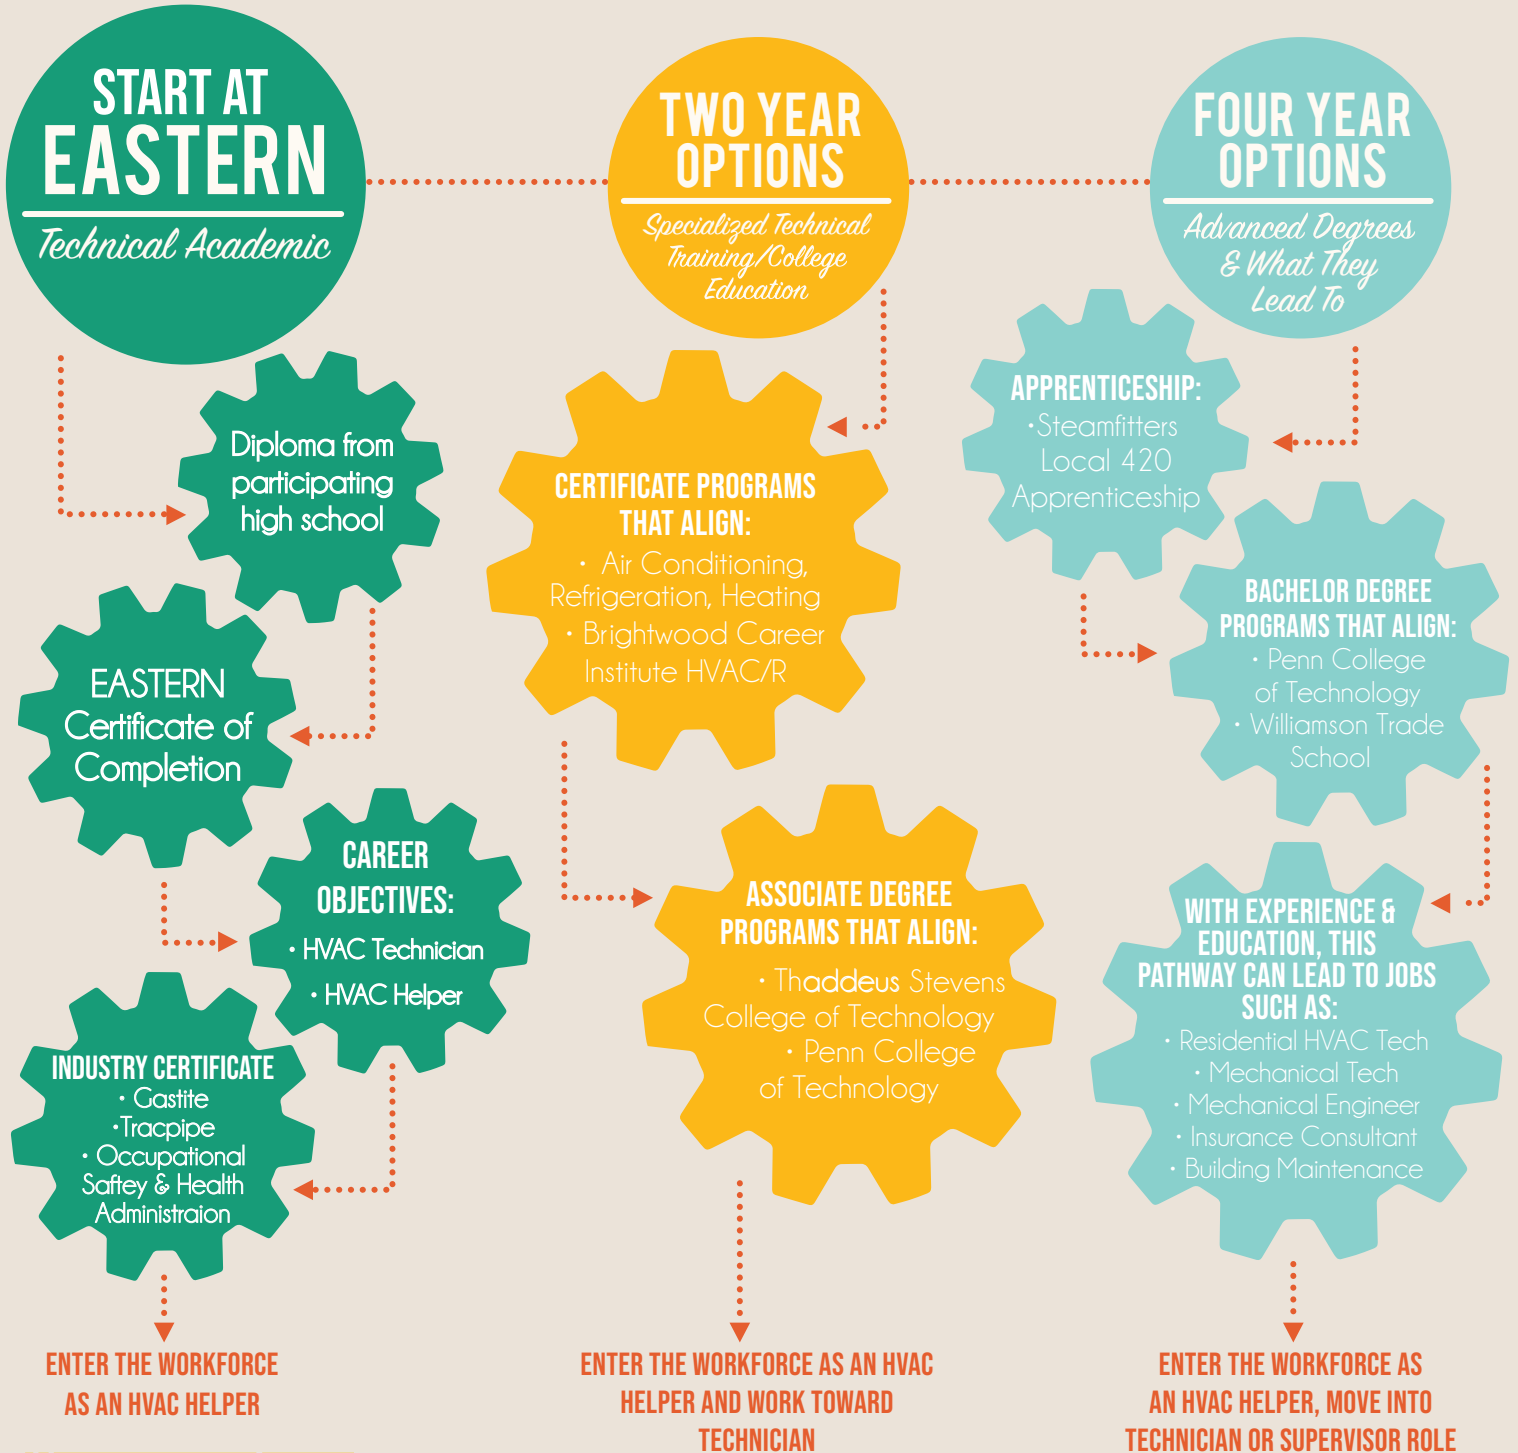 START AT
EASTERN
Technical Academic
Diploma from
participating
high school
EASTERN
Certificate of
Completion
CAREER
OBJECTIVES:
• HVAC Technician
• HVAC Helper
INDUSTRY CERTIFICATE
• Gastite
•Tracpipe
• Occupational
Saftey & Health
Administraion
ENTER THE WORKFORCE
AS AN HVAC HELPER
TWO YEAR
OPTIONS
Specialized Technical
Training/College
Education
CERTIFICATE PROGRAMS
THAT ALIGN:
• Air Conditioning,
Refrigeration, Heating
• Brightwood Career
Institute HVAC/R
ASSOCIATE DEGREE
PROGRAMS THAT ALIGN:
• Thaddeus Stevens
College of Technology
• Penn College
of Technology
ENTER THE WORKFORCE AS AN HVAC
HELPER AND WORK TOWARD
TECHNICIAN
FOUR YEAR
OPTIONS
Advanced Degrees
& What They
Lead To
APPRENTICESHIP:
•Steamfitters
Local 420
Apprenticeship
BACHELOR DEGREE
PROGRAMS THAT ALIGN:
• Penn College
of Technology
• Williamson Trade
School
WITH EXPERIENCE &
EDUCATION, THIS
PATHWAY CAN LEAD TO JOBS
SUCH AS:
• Residential HVAC Tech
• Mechanical Tech
• Mechanical Engineer
• Insurance Consultant
• Building Maintenance
ENTER THE WORKFORCE AS
AN HVAC HELPER, MOVE INTO
TECHNICIAN OR SUPERVISOR ROLE